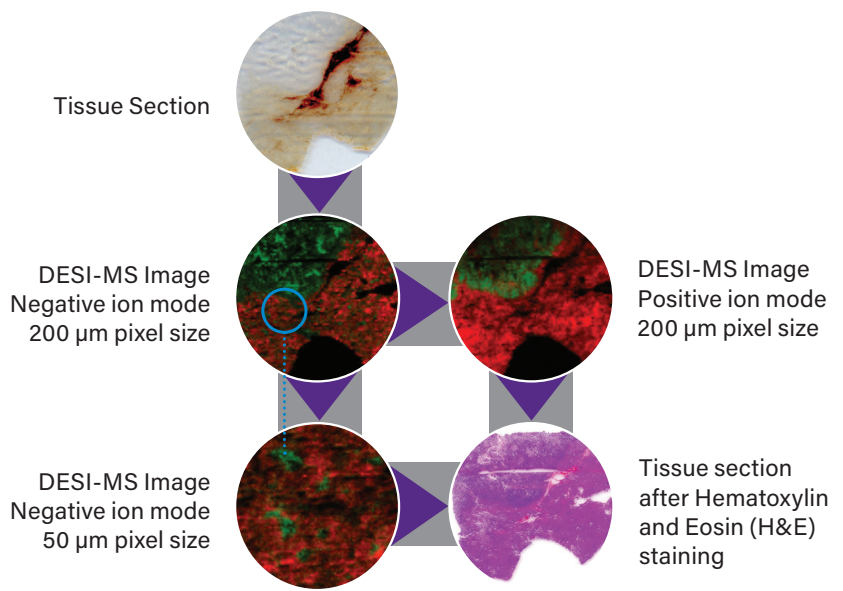 Tissue Section
DESI-MS Image
Negative ion mode
200 µm pixel size
DESI-MS Image
Positive ion mode
200 µm pixel size
DESI-MS Image
Negative ion mode
50 µm pixel size
Tissue section
after Hematoxylin
and Eosin (H&E)
staining